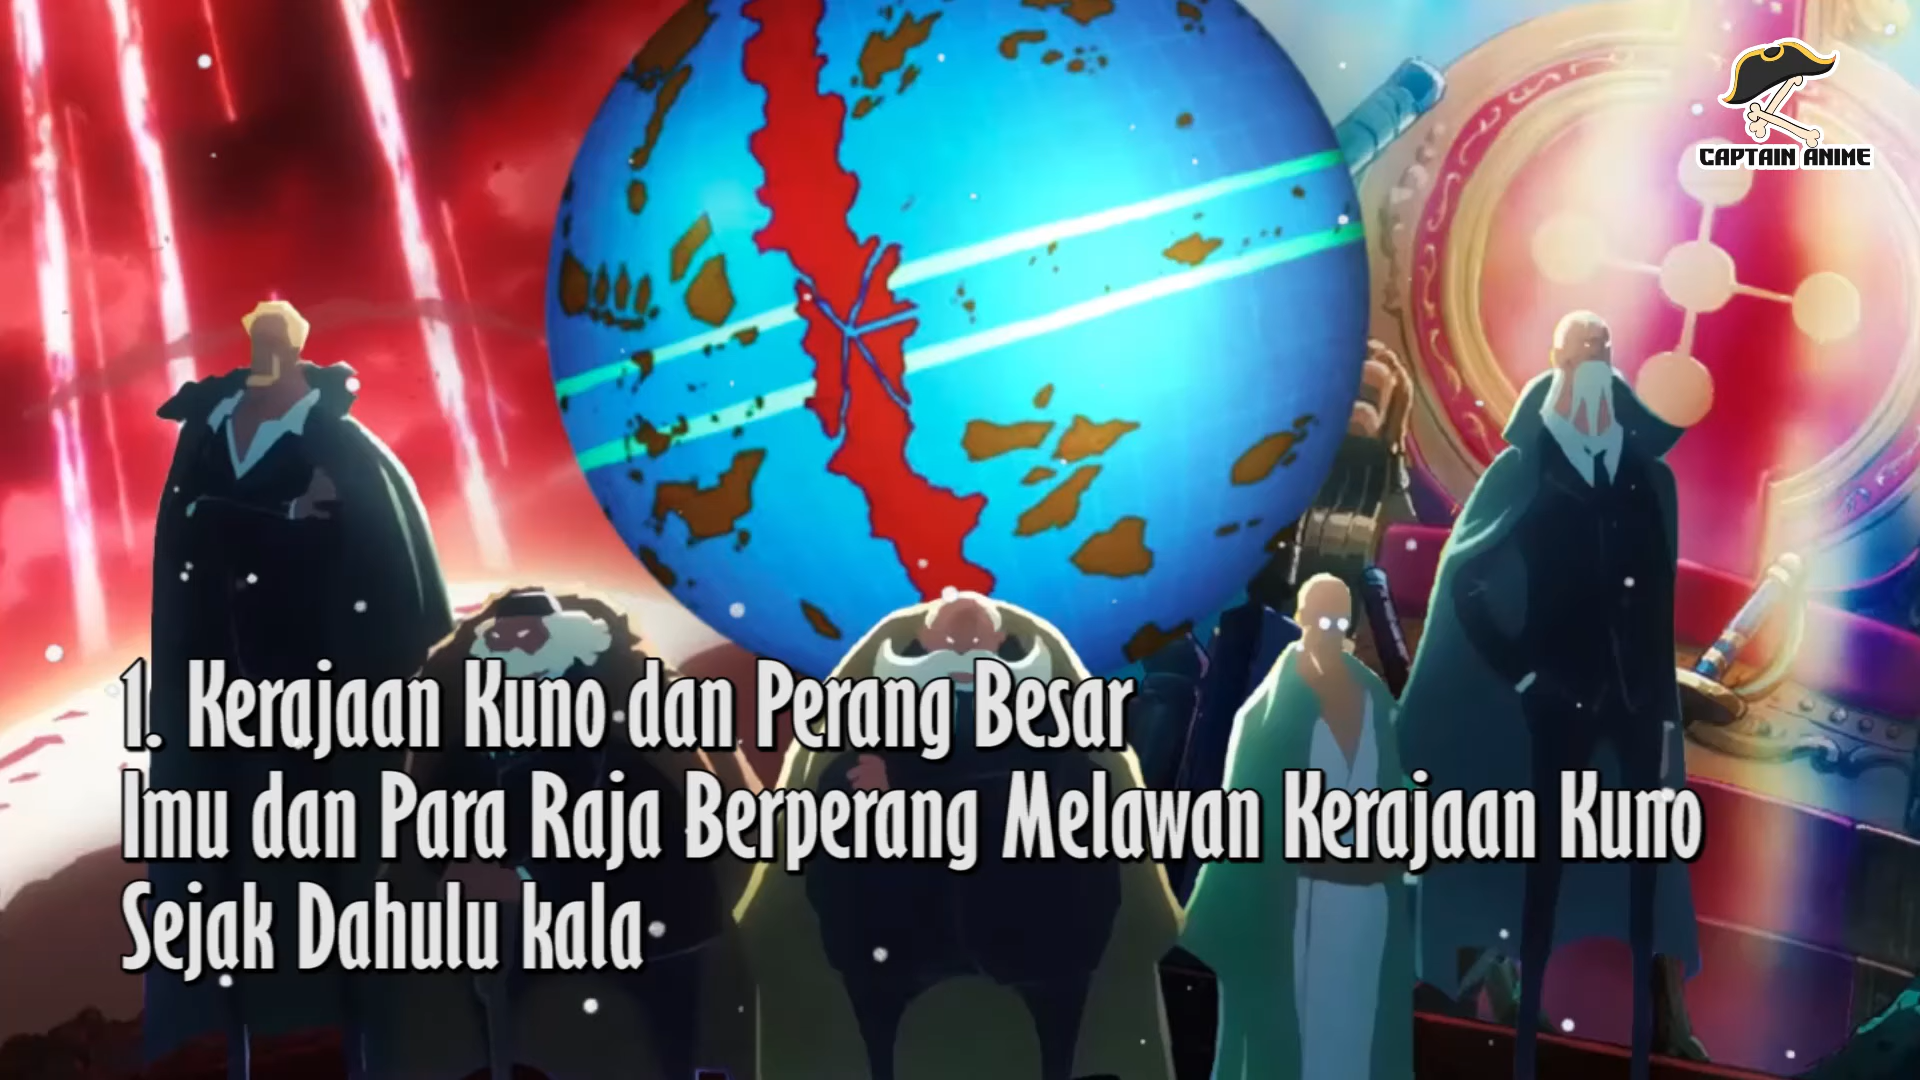 CAPTAIN ANIME
1. Kerajaan Kuno dan Perang Besar
Imu dan Para Raja Berperang Melawan Kerajaan Kuno
Sejak Dahulu kala